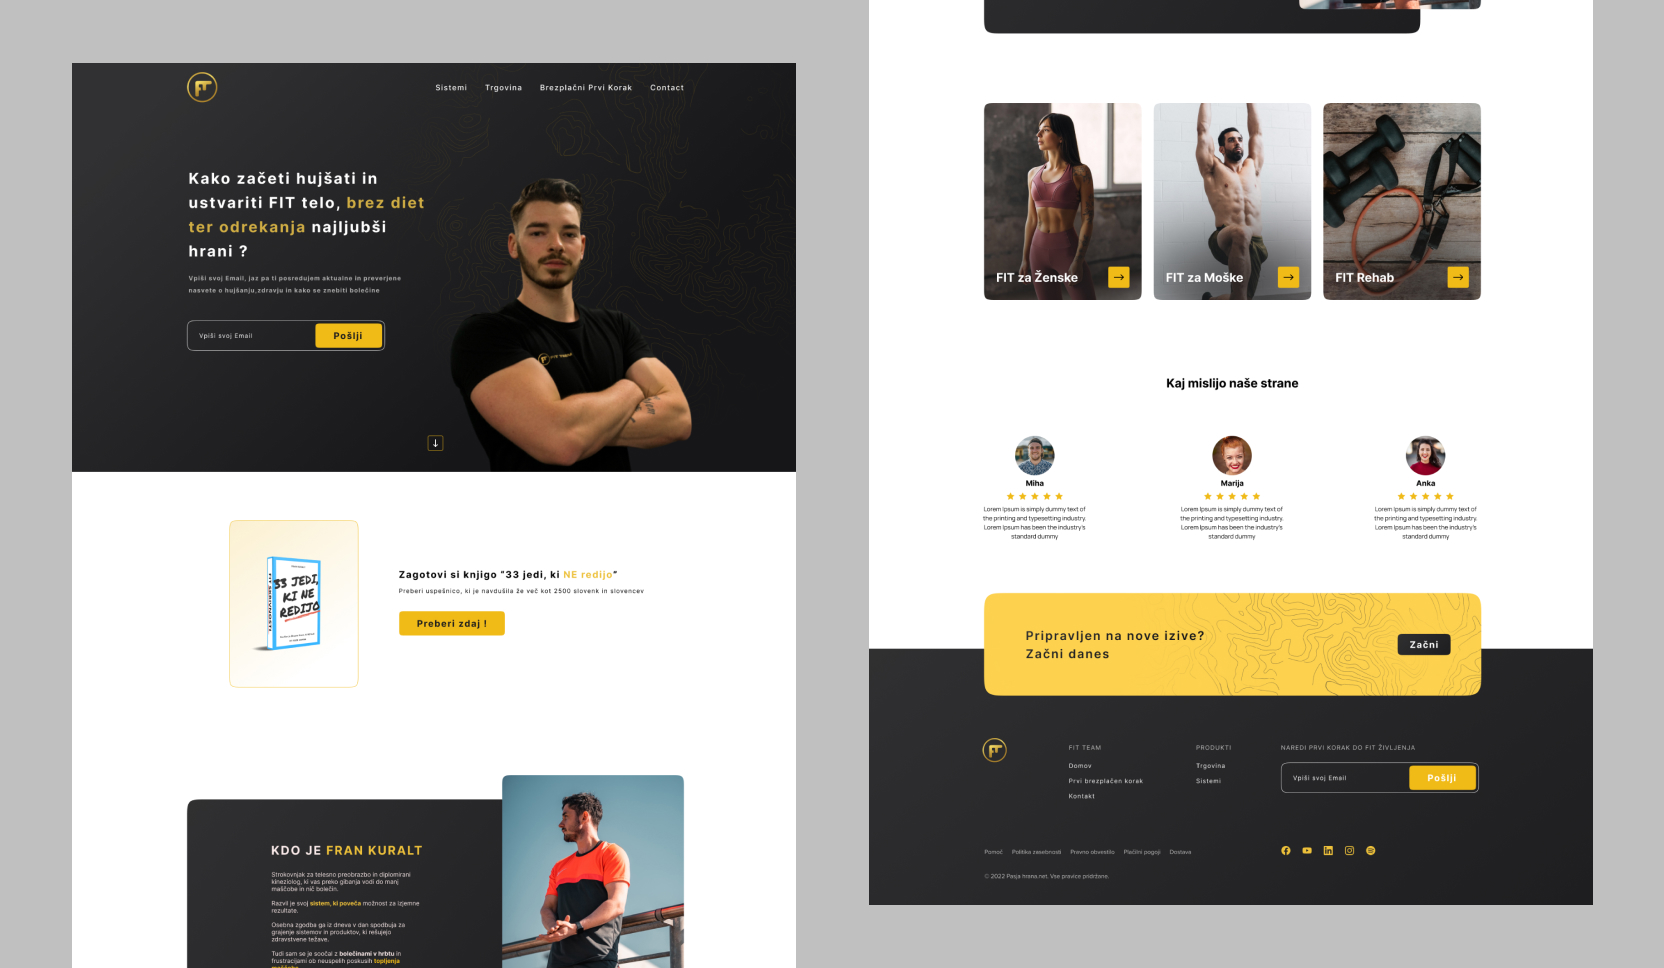 FT
Sistemi
Trgovina
Brezplačni Prvi Korak
Contact
Kako začeti hujšati in
ustvariti FIT telo, brez diet
ter odrekanja najljubši
hrani ?
Vpiši svoj Email, jaz pa ti posredujem aktualne in preverjene
nasvete o hujšanju,zdravju in kako se znebiti bolečine
Vpiši svoj Email
Pošlji
33 JEDI,
KI NE
REDIJO
Zagotovi si knjigo "33 jedi, ki NE redijo"
Preberi uspešnico, ki je navdušila že več kot 2500 slovenk in slovencev
Preberi zdaj !
KDO JE FRAN KURALT
Strokovnjak za telesno preobrazbo in diplomirani
kineziolog, ki vas preko gibanja vodi do manj
maščobe in nič bolečin.
Razvil je svoj sistem, ki poveča možnost za izjemne
rezultate.
Osebna zgodba ga iz dneva v dan spodbuja za
grajenje sistemov in produktov, ki rešujejo
zdravstvene težave.
Tudi sam se je soočal z bolečinami v hrbtu in
frustracijami ob neuspelih poskusih topljenja
FIT za Ženske
FIT za Moške
FIT Rehab
Kaj mislijo naše strane
Miha
Lorem Ipsum is simply dummy text of
the printing and typesetting industry.
Lorem Ipsum has been the industry's
standard dummy
Marija
Lorem Ipsum is simply dummy text of
the printing and typesetting industry.
Lorem Ipsum has been the industry's
standard dummy
Anka
Lorem Ipsum is simply dummy text of
the printing and typesetting industry.
Lorem Ipsum has been the industry's
standard dummy
Pripravljen na nove izive?
Začni danes
Začni
FT
FIT TEAM
Domov
Prvi brezplačen korak
Kontakt
PRODUKTI
Trgovina
Sistemi
NAREDI PRVI KORAK DO FIT ŽIVLJENJA
Vpiši svoj Email
Pošlji
Pomoč
Politika zasebnosti
Pravno obvestilo
Plačilni pogoji
Dostava
© 2022 Pasja hrana.net. Vse pravice pridržane.